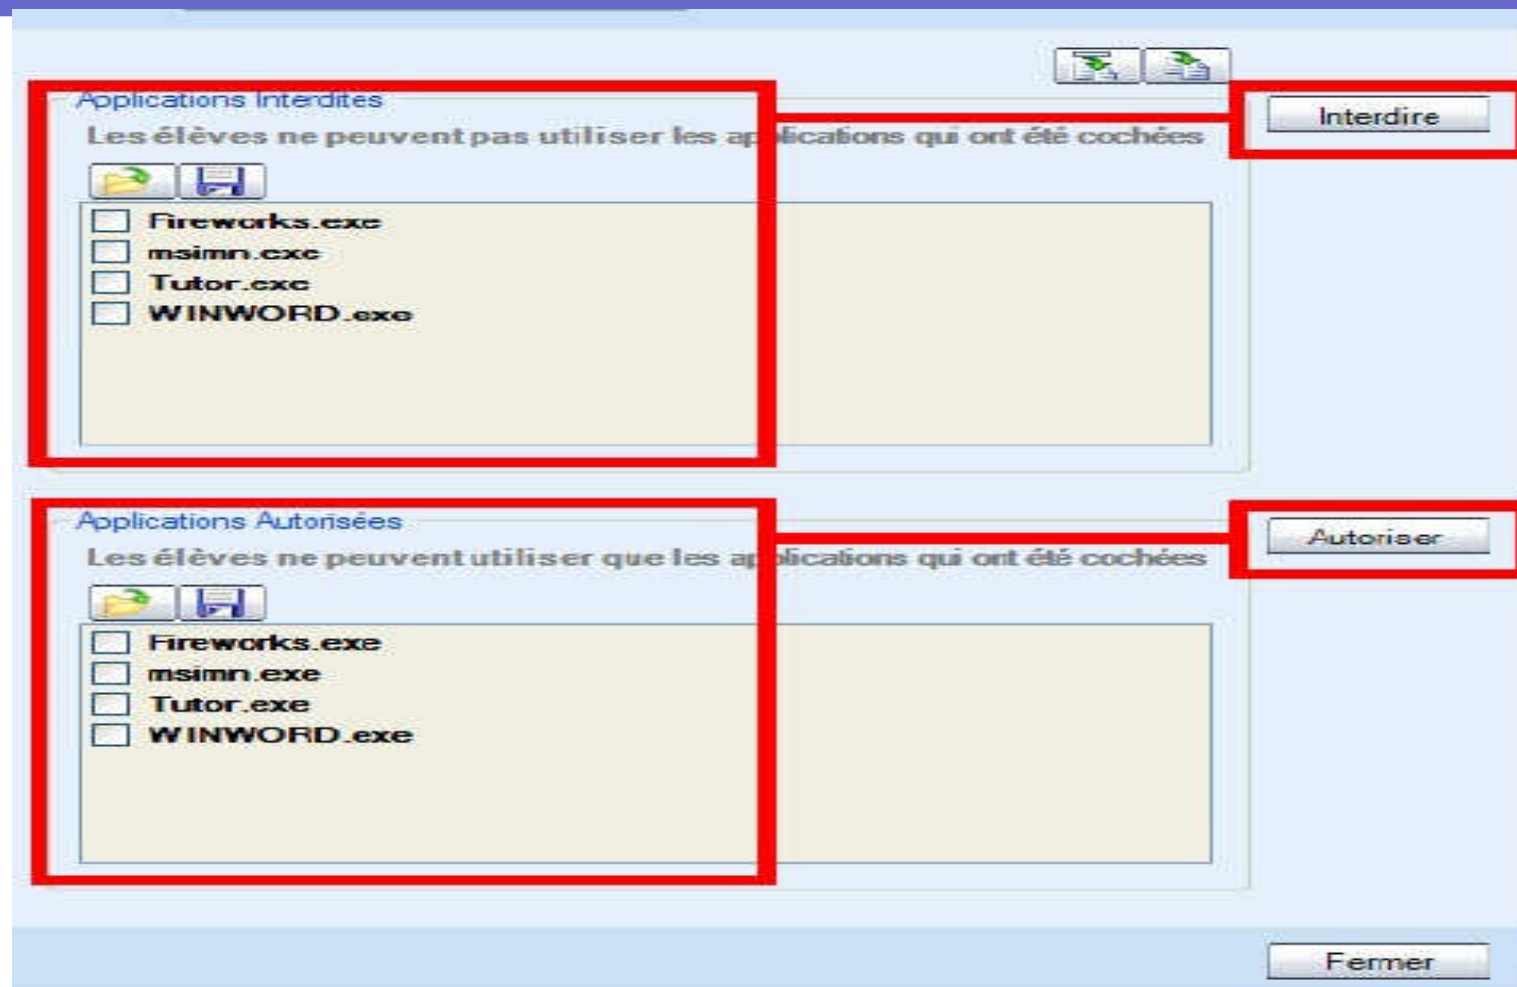 Applications Interdites
Interdire
Les élèves ne peuvent pas utiliser les applications qui ont été cochées
Fireworks.exe
msimn.exe
Tutor.exe
WINWORD.exe
Applications Autorisées
Autoriser
Les élèves ne peuvent utiliser que les applications qui ont été cochées
Fireworks.exe
msimn.exe
Tutor.exe
WINWORD.exe
Fermer